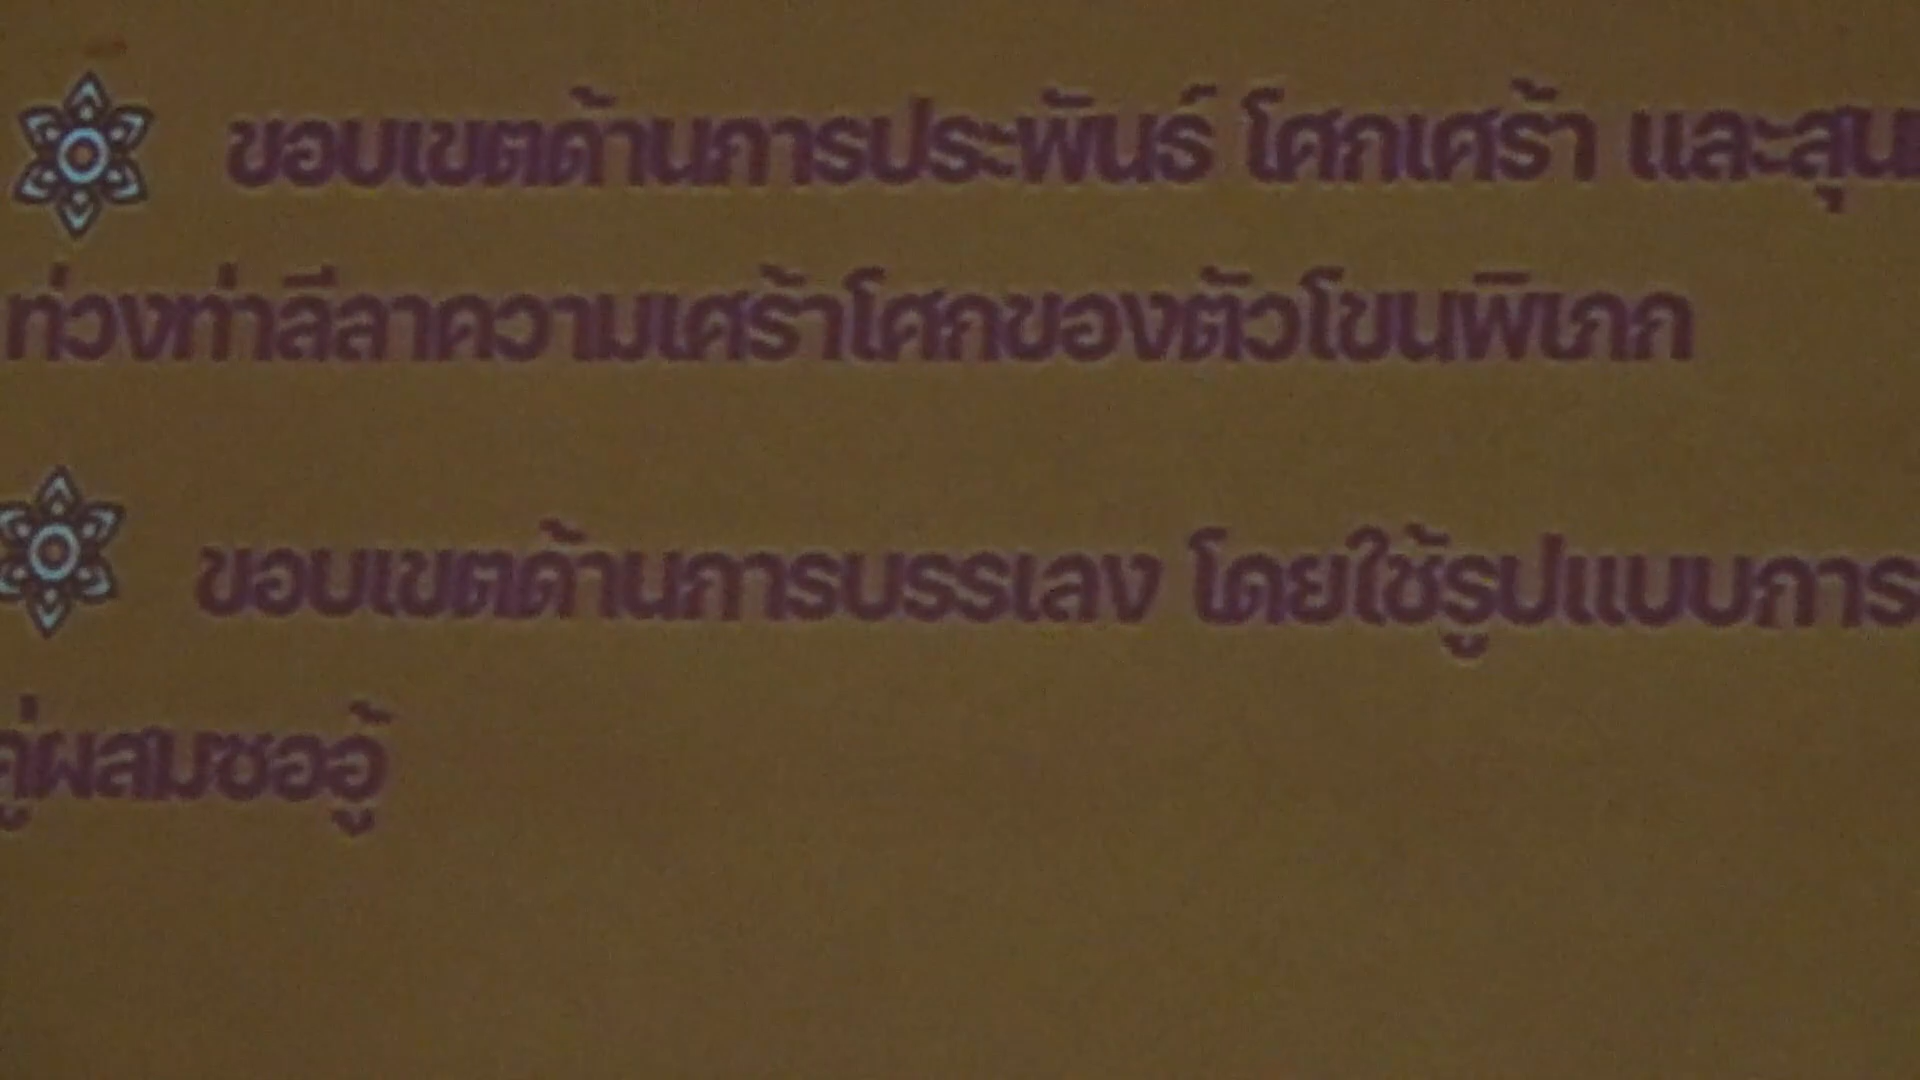 ขอบเขตด้านการประพันธ์ โศกเศร้า และสุน
ท่วงท่าลีลาความเศร้าโศกของตัวโขนพิเภก
ขอบเขตด้านการบรรเลง โดยใช้รูปแบบการ
คู่ผสมซออู้